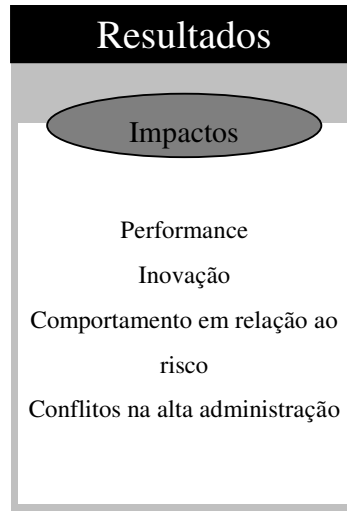 Resultados
Impactos
Performance
Inovação
Comportamento em relação ao
risco
Conflitos na alta administração